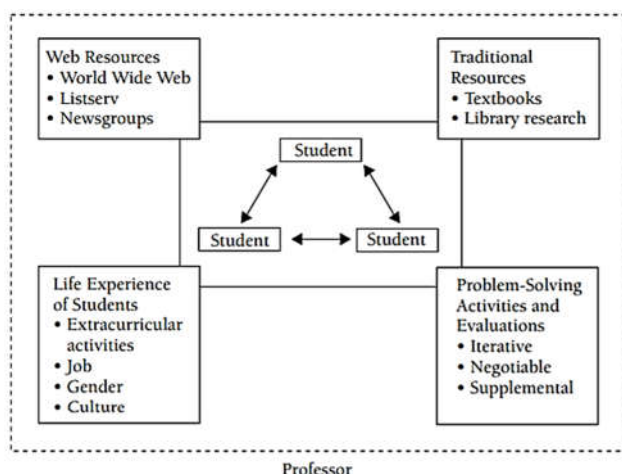 Web Resources
• World Wide Web
• Listserv
• Newsgroups
Traditional
Resources
• Textbooks
• Library research
Student
Student
Student
Life Experience
of Students
• Extracurricular
activities
• Job
• Gender
• Culture
Problem-Solving
Activities and
Evaluations
• Iterative
• Negotiable
• Supplemental
Professor